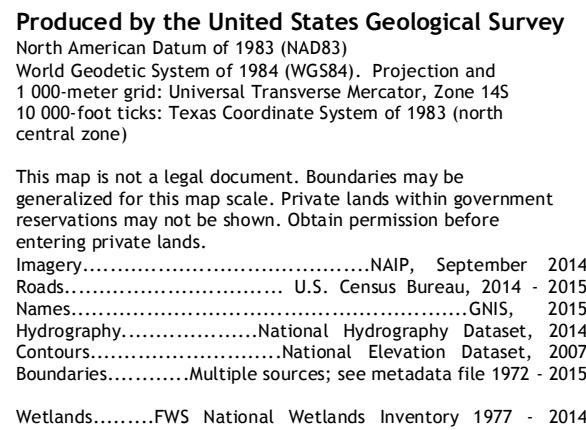 Produced by the United States Geological Survey
North American Datum of 1983 (NAD83)
World Geodetic System of 1984 (WGS84). Projection and
1 000-meter grid: Universal Transverse Mercator, Zone 14S
10 000-foot ticks: Texas Coordinate System of 1983 (north
central zone)
This map is not a legal document. Boundaries may be
generalized for this map scale. Private lands within government
reservations may not be shown. Obtain permission before
entering private lands.
Imagery..........................................NAIP, September 2014
Roads................................ U.S. Census Bureau, 2014 - 2015
Names..........................................................GNIS, 2015
Hydrography....................National Hydrography Dataset, 2014
Contours............................National Elevation Dataset, 2007
Boundaries............Multiple sources; see metadata file 1972 - 2015
Wetlands.........FWS National Wetlands Inventory 1977 - 2014